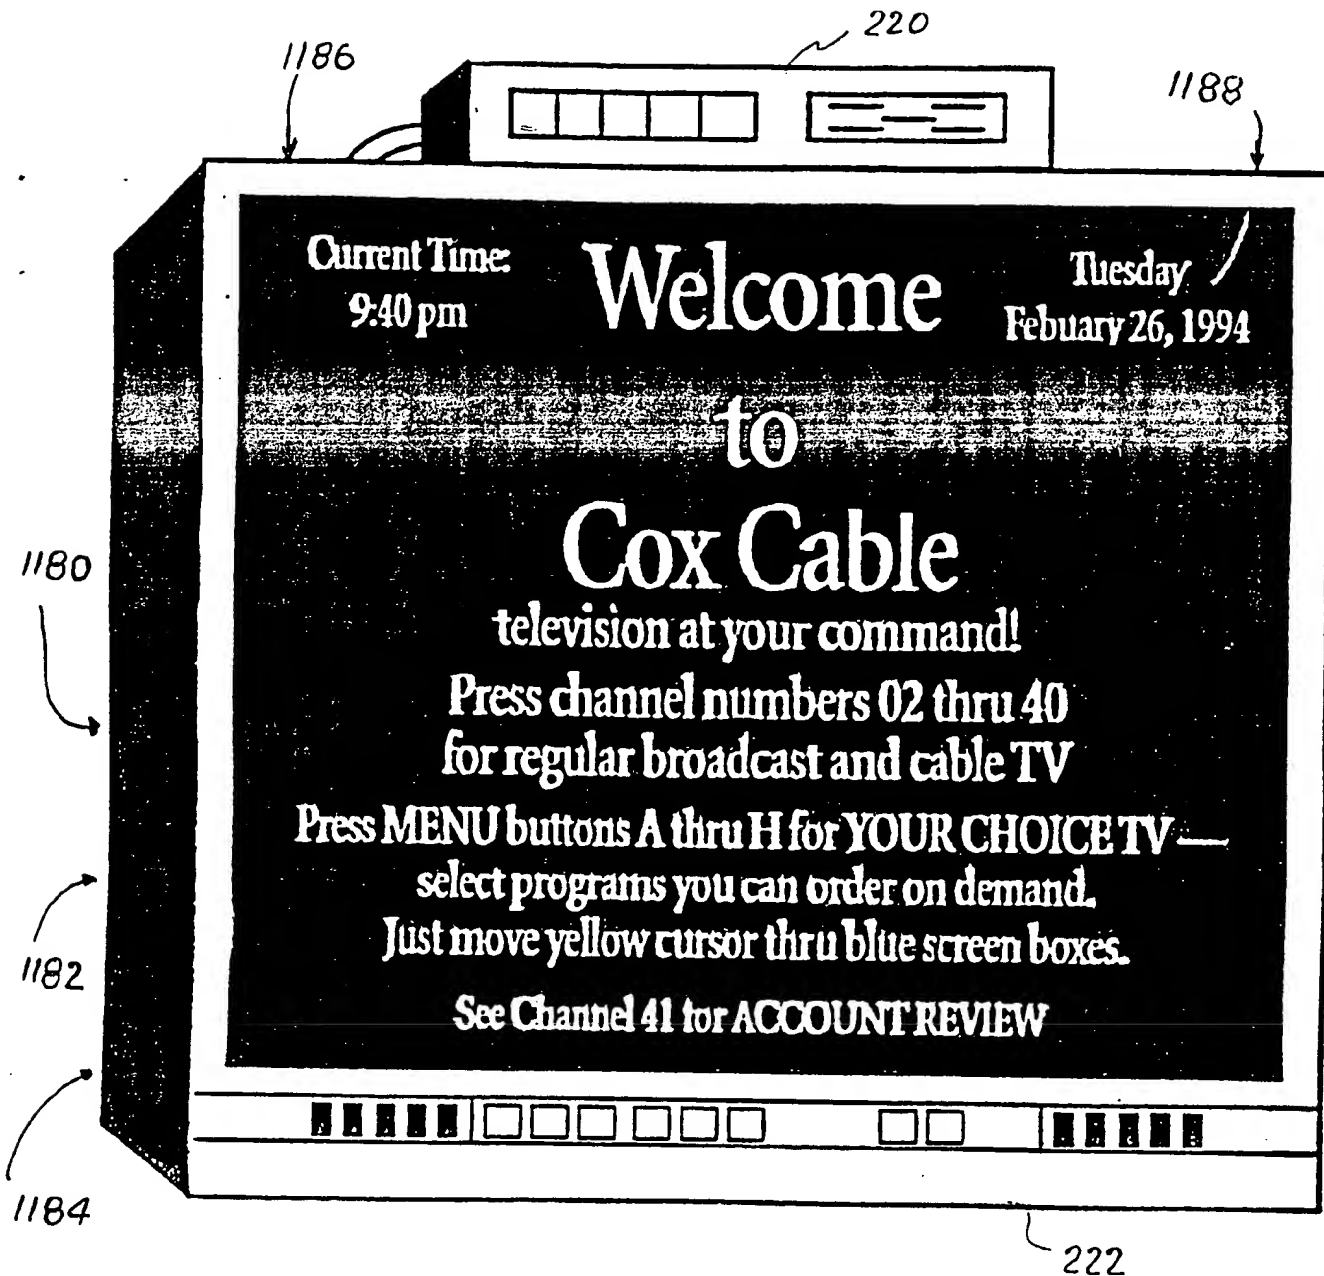 220
1186
1188
Current Time:
9:40 pm
Welcome
Tuesday
Febuary 26, 1994
to
Cox Cable
television at your command!
Press channel numbers 02 thru 40
for regular broadcast and cable TV
Press MENU buttons A thru H for YOUR CHOICE TV —
select programs you can order on demand.
Just move yellow cursor thru blue screen boxes.
See Channel 41 for ACCOUNT REVIEW
1180
1182
1184
222